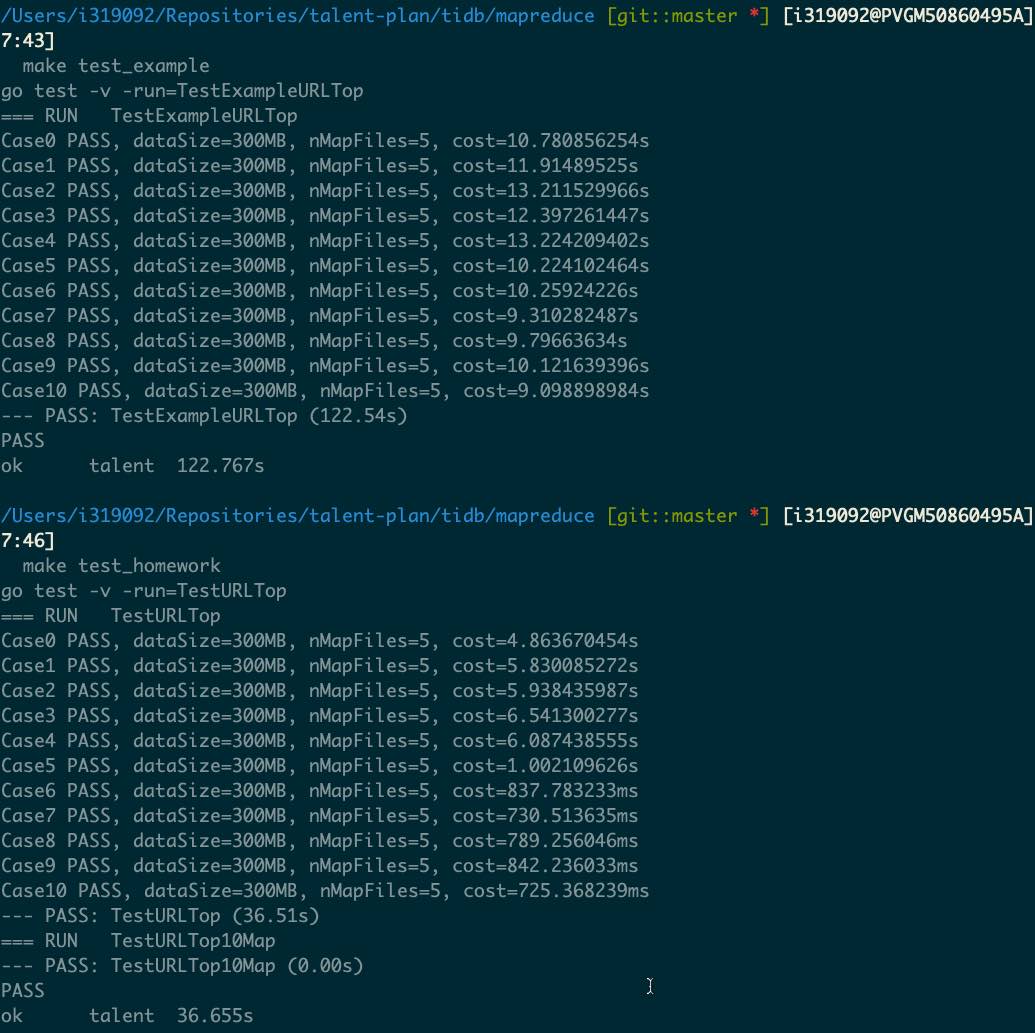 /Users/i319092/Repositories/talent-plan/tidb/mapreduce [git::master *] [i319092@PVGM50860495A]
7:43]
make test_example
go test -v -run=TestExampleURLTop
=== RUN   TestExampleURLTop
Case0 PASS, dataSize=300MB, nMapFiles=5, cost=10.780856254s
Case1 PASS, dataSize=300MB, nMapFiles=5, cost=11.91489525s
Case2 PASS, dataSize=300MB, nMapFiles=5, cost=13.211529966s
Case3 PASS, dataSize=300MB, nMapFiles=5, cost=12.397261447s
Case4 PASS, dataSize=300MB, nMapFiles=5, cost=13.224209402s
Case5 PASS, dataSize=300MB, nMapFiles=5, cost=10.224102464s
Case6 PASS, dataSize=300MB, nMapFiles=5, cost=10.25924226s
Case7 PASS, dataSize=300MB, nMapFiles=5, cost=9.310282487s
Case8 PASS, dataSize=300MB, nMapFiles=5, cost=9.79663634s
Case9 PASS, dataSize=300MB, nMapFiles=5, cost=10.121639396s
Case10 PASS, dataSize=300MB, nMapFiles=5, cost=9.098898984s
--- PASS: TestExampleURLTop (122.54s)
PASS
ok      talent  122.767s
/Users/i319092/Repositories/talent-plan/tidb/mapreduce [git::master *] [i319092@PVGM50860495A]
7:46]
make test_homework
go test -v -run=TestURLTop
=== RUN   TestURLTop
Case0 PASS, dataSize=300MB, nMapFiles=5, cost=4.863670454s
Case1 PASS, dataSize=300MB, nMapFiles=5, cost=5.830085272s
Case2 PASS, dataSize=300MB, nMapFiles=5, cost=5.938435987s
Case3 PASS, dataSize=300MB, nMapFiles=5, cost=6.541300277s
Case4 PASS, dataSize=300MB, nMapFiles=5, cost=6.087438555s
Case5 PASS, dataSize=300MB, nMapFiles=5, cost=1.002109626s
Case6 PASS, dataSize=300MB, nMapFiles=5, cost=837.783233ms
Case7 PASS, dataSize=300MB, nMapFiles=5, cost=730.513635ms
Case8 PASS, dataSize=300MB, nMapFiles=5, cost=789.256046ms
Case9 PASS, dataSize=300MB, nMapFiles=5, cost=842.236033ms
Case10 PASS, dataSize=300MB, nMapFiles=5, cost=725.368239ms
--- PASS: TestURLTop (36.51s)
=== RUN   TestURLTop10Map
--- PASS: TestURLTop10Map (0.00s)
PASS
ok      talent  36.655s